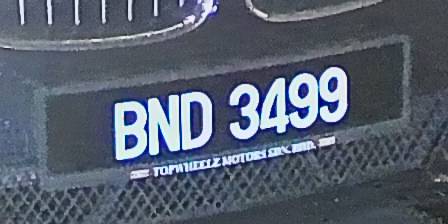 BND 3499
TOPWHEELZ MOTORS SDN. BHD.